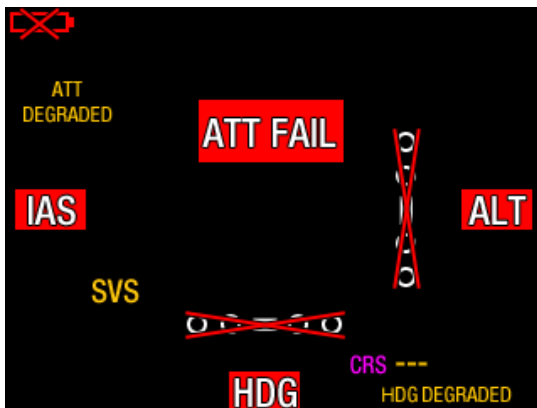 ATT
DEGRADED
ATT FAIL
IAS
ALT
SVS
CRS ---
HDG
HDG DEGRADED